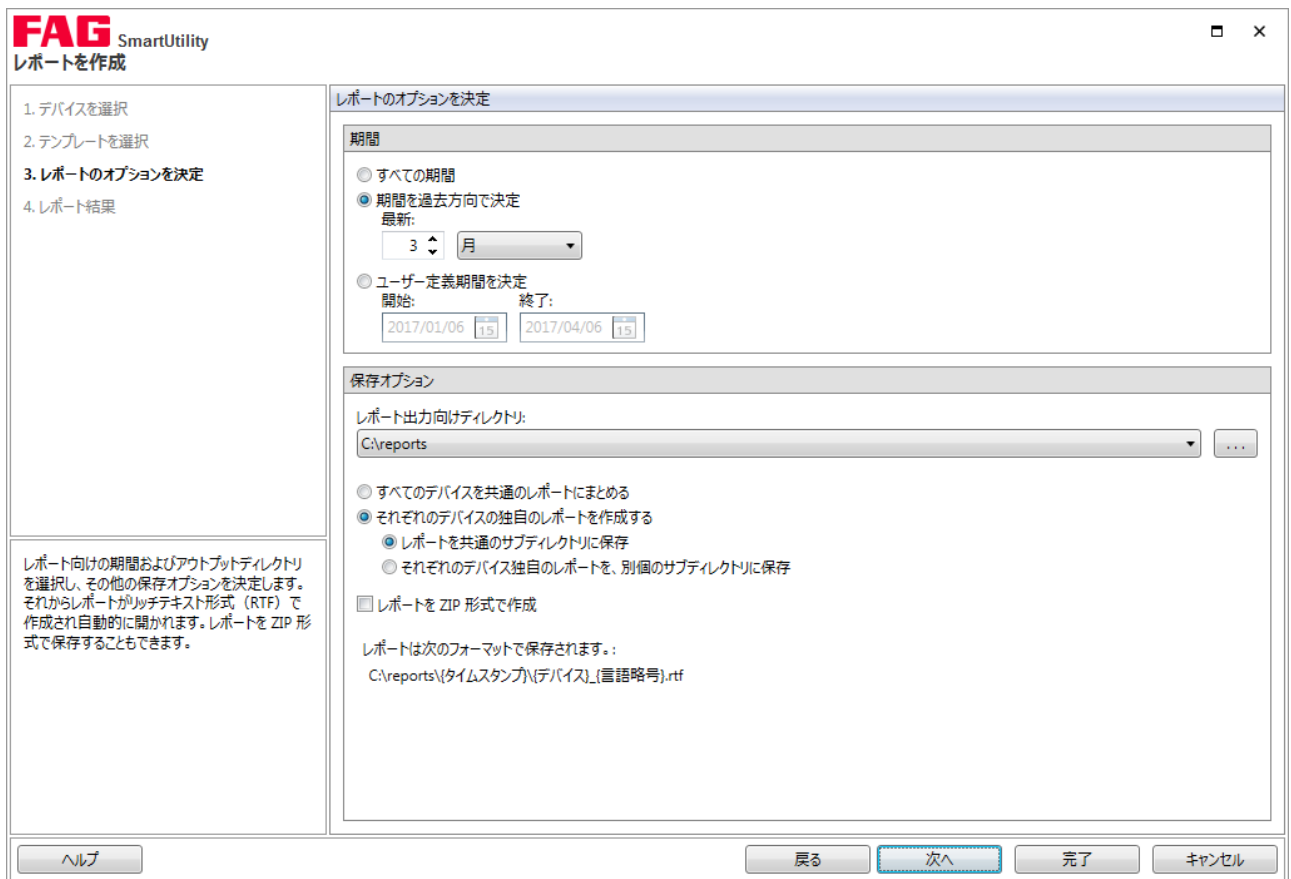 FAG SmartUtility
レポートを作成
1. デバイスを選択
2. テンプレートを選択
3. レポートのオプションを決定
4. レポート結果
レポート向けの期間およびアウトプットディレクトリ
を選択し、その他の保存オプションを決定します。
それからレポートがリッチテキスト形式（RTF）で
作成され自動的に開かれます。レポートを ZIP 形
式で保存することもできます。
レポートのオプションを決定
期間
すべての期間
期間を過去方向で決定
最新:
3 月
ユーザー定義期間を決定
開始: 終了:
2017/01/06 15 2017/04/06 15
保存オプション
レポート出力向けディレクトリ:
C:\reports ...
すべてのデバイスを共通のレポートにまとめる
それぞれのデバイスの独自のレポートを作成する
レポートを共通のサブディレクトリに保存
それぞれのデバイス独自のレポートを、別個のサブディレクトリに保存
レポートを ZIP 形式で作成
レポートは次のフォーマットで保存されます。:
C:\reports\{タイムスタンプ}\{デバイス}_{言語略号}.rtf
ヘルプ 戻る 次へ 完了 キャンセル